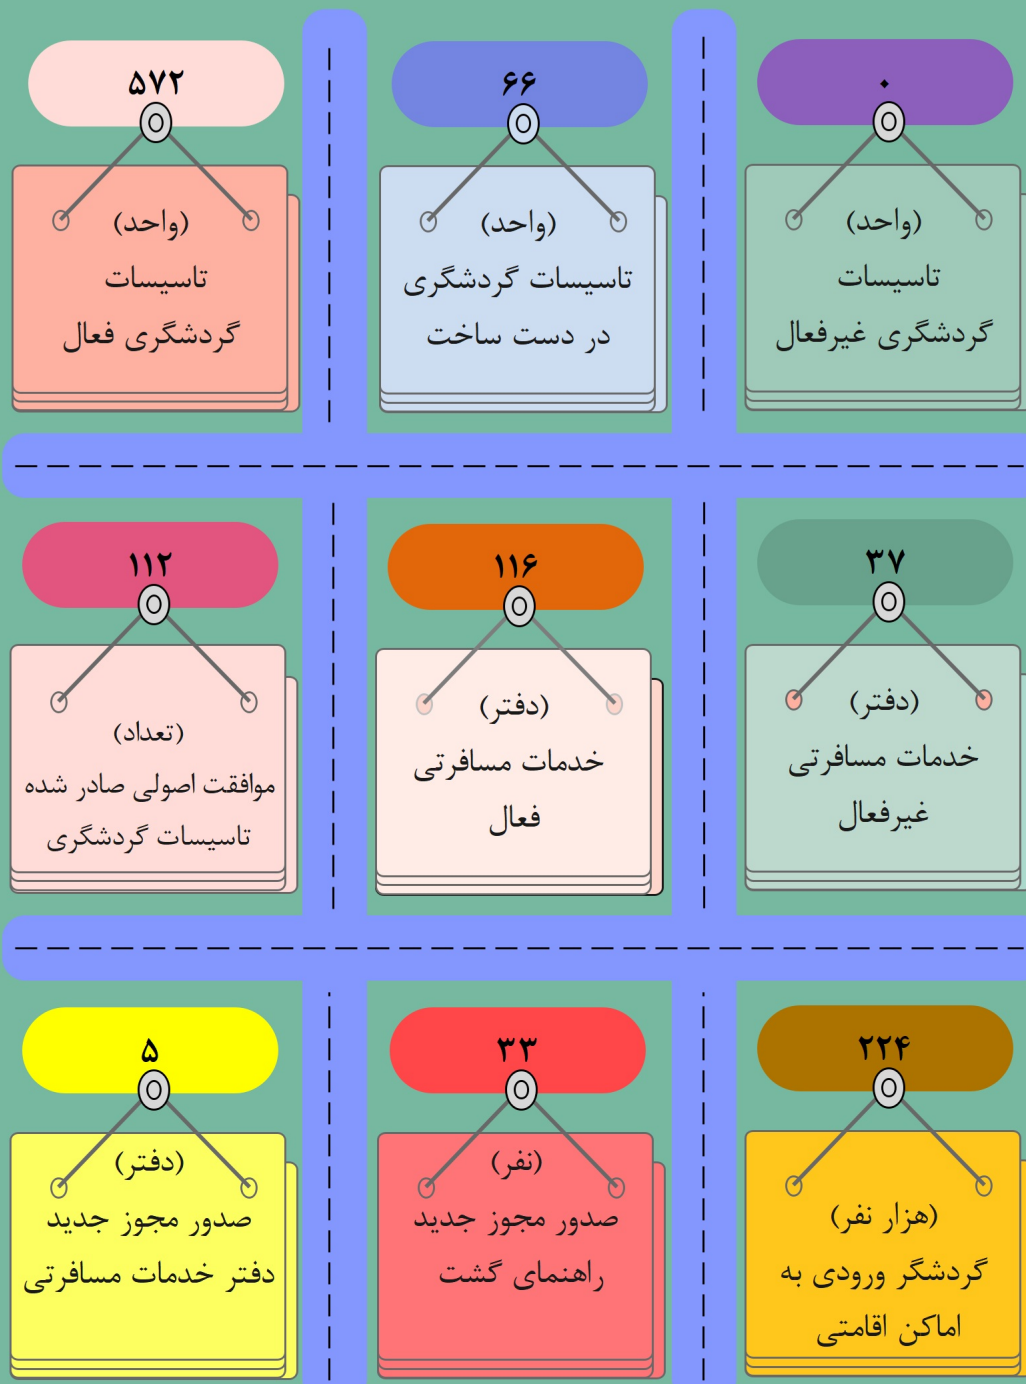 ۰
(واحد)
تاسیسات
گردشگری غیرفعال
۶۶
(واحد)
تاسیسات گردشگری
در دست ساخت
۵۷۲
(واحد)
تاسیسات
گردشگری فعال
۳۷
(دفتر)
خدمات مسافرتی
غیرفعال
۱۱۶
(دفتر)
خدمات مسافرتی
فعال
۱۱۲
(تعداد)
موافقت اصولی صادر شده
تاسیسات گردشگری
۲۲۴
(هزار نفر)
گردشگر ورودی به
اماکن اقامتی
۳۳
(نفر)
صدور مجوز جدید
راهنمای گشت
۵
(دفتر)
صدور مجوز جدید
دفتر خدمات مسافرتی